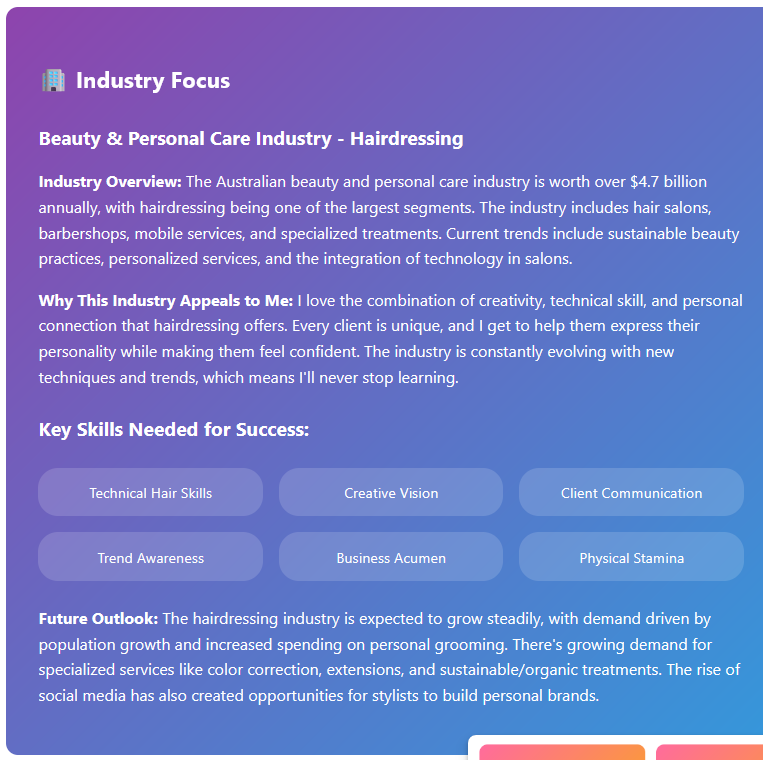 Industry Focus
Beauty & Personal Care Industry - Hairdressing
Industry Overview: The Australian beauty and personal care industry is worth over $4.7 billion
annually, with hairdressing being one of the largest segments. The industry includes hair salons,
barbershops, mobile services, and specialized treatments. Current trends include sustainable beauty
practices, personalized services, and the integration of technology in salons.
Why This Industry Appeals to Me: I love the combination of creativity, technical skill, and personal
connection that hairdressing offers. Every client is unique, and I get to help them express their
personality while making them feel confident. The industry is constantly evolving with new
techniques and trends, which means I'll never stop learning.
Key Skills Needed for Success:
Technical Hair Skills
Creative Vision
Client Communication
Trend Awareness
Business Acumen
Physical Stamina
Future Outlook: The hairdressing industry is expected to grow steadily, with demand driven by
population growth and increased spending on personal grooming. There's growing demand for
specialized services like color correction, extensions, and sustainable/organic treatments. The rise of
social media has also created opportunities for stylists to build personal brands.